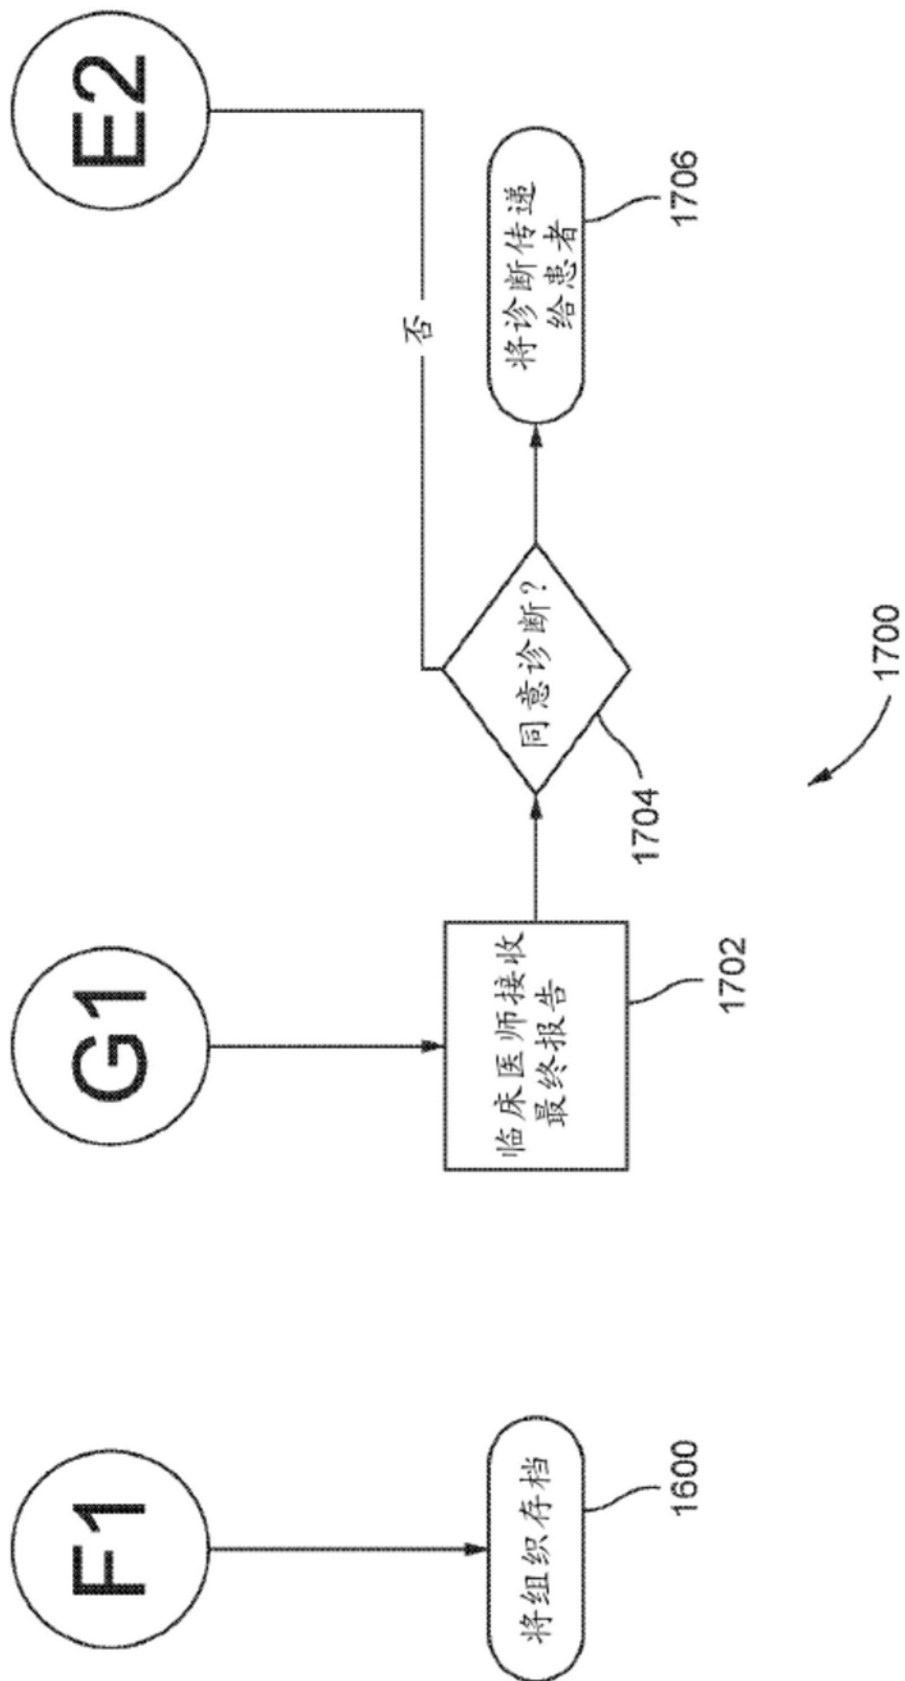 F1
G1
E2
否
将组织存档
1600
临床医师接收
最终报告
1702
同意诊断?
1704
将诊断传递
给患者
1706
1700